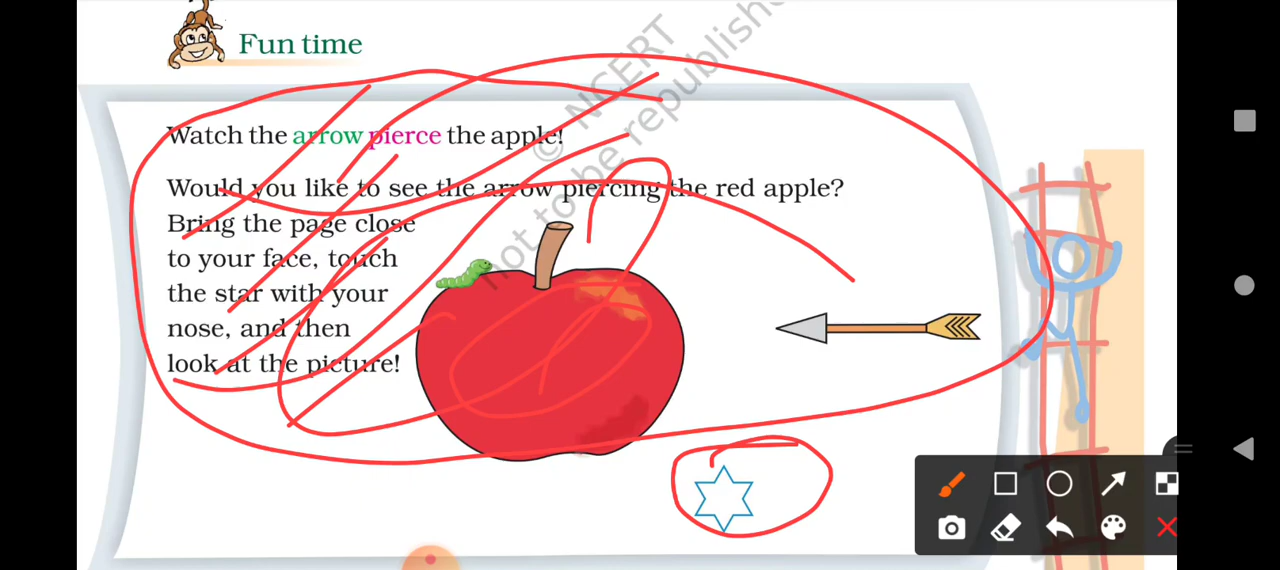 Fun time
Watch the arrow pierce the apple!
Would you like to see the arrow piercing the red apple?
Bring the page close
to your face, touch
the star with your
nose, and then
look at the picture!
© NCERT
not to be republishe